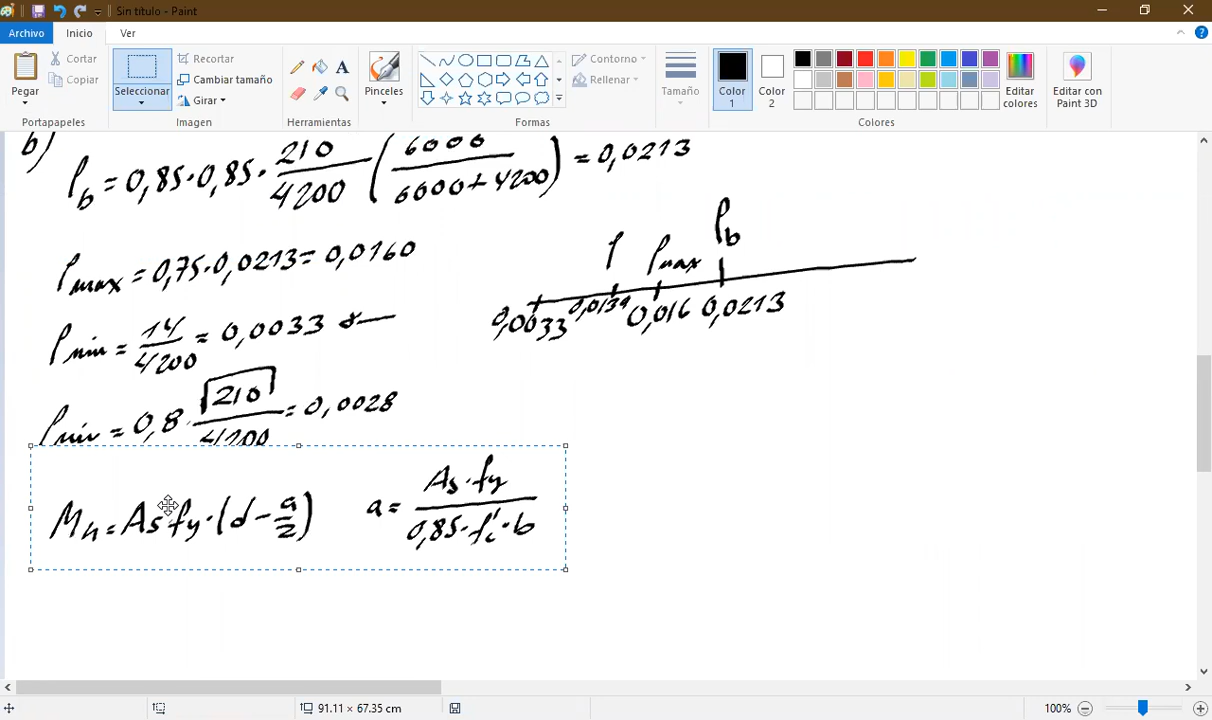 Sin título - Paint
Archivo Inicio Ver
Pegar
Cortar
Copiar
Portapapeles
Seleccionar
Recortar
Cambiar tamaño
Girar
Imagen
Herramientas
Pinceles
Contorno
Rellenar
Formas
Tamaño
Color 1
Color 2
Editar colores
Editar con Paint 3D
Colores
b)
ρb = 0,85·0,85· 210/4200 (6000/(6000+4200)) = 0,0213
ρmax = 0,75·0,0213 = 0,0160
ρmin = 14/4200 = 0,0033
ρmin = 0,8 · √210/4200 = 0,0028
ρ ρmax ρb
0,0033 0,0139 0,016 0,0213
Mn = As fy·(d - a/2) a = As·fy/(0,85·f'c·b)
91.11 × 67.35 cm
100%